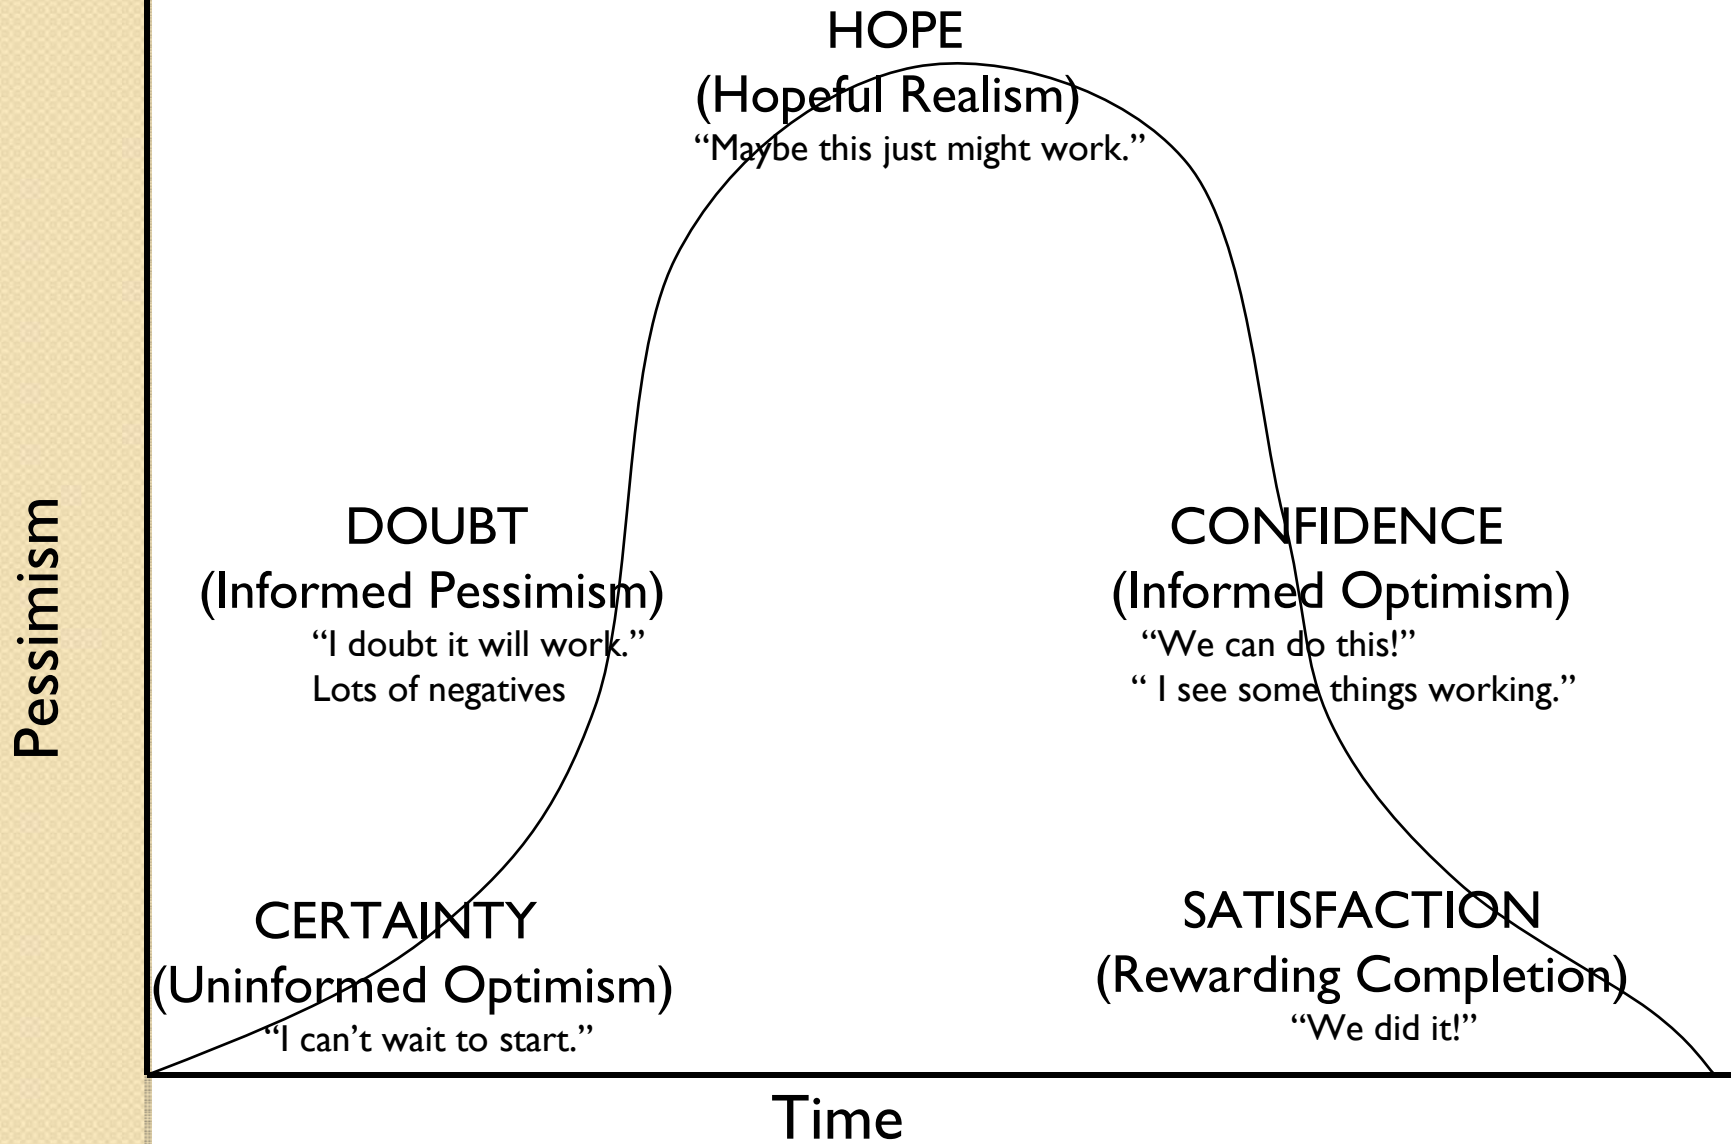 HOPE
(Hopeful Realism)
“Maybe this just might work.”
DOUBT
(Informed Pessimism)
“I doubt it will work.”
Lots of negatives
CONFIDENCE
(Informed Optimism)
“We can do this!”
“ I see some things working.”
Pessimism
CERTAINTY
(Uninformed Optimism)
“I can’t wait to start.”
SATISFACTION
(Rewarding Completion)
“We did it!”
Time